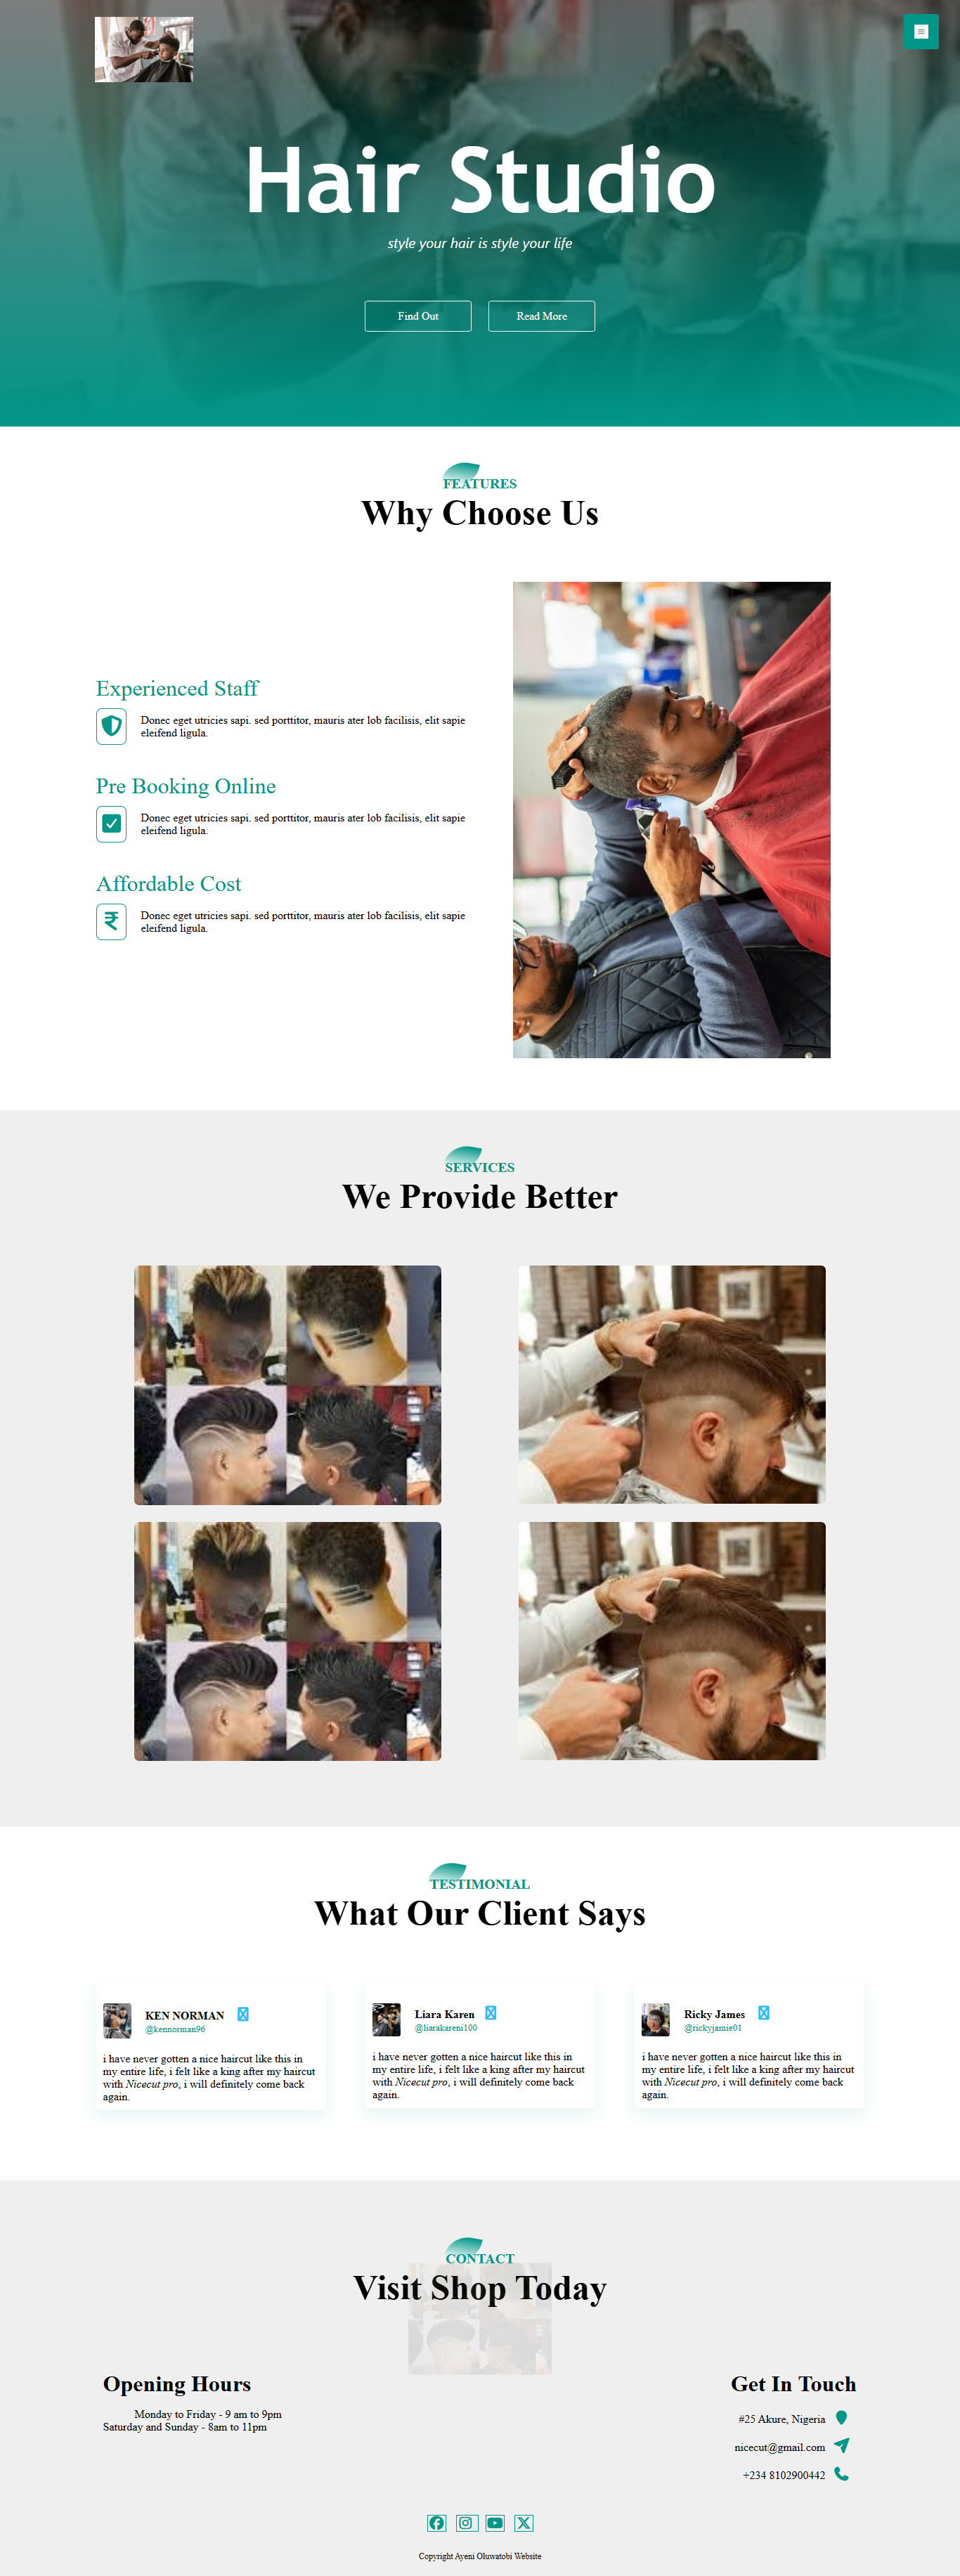 Hair Studio
style your hair is style your life
Find Out
Read More
FEATURES
Why Choose Us
Experienced Staff
Donec eget utricies sapi. sed porttitor, mauris ater lob facilisis, elit sapie
eleifend ligula.
Pre Booking Online
Donec eget utricies sapi. sed porttitor, mauris ater lob facilisis, elit sapie
eleifend ligula.
Affordable Cost
Donec eget utricies sapi. sed porttitor, mauris ater lob facilisis, elit sapie
eleifend ligula.
SERVICES
We Provide Better
TESTIMONIAL
What Our Client Says
KEN NORMAN
@kennorman96
i have never gotten a nice haircut like this in
my entire life, i felt like a king after my haircut
with Nicecut pro, i will definitely come back
again.
Liara Karen
@liarakareni100
i have never gotten a nice haircut like this in
my entire life, i felt like a king after my haircut
with Nicecut pro, i will definitely come back
again.
Ricky James
@rickyjamie01
i have never gotten a nice haircut like this in
my entire life, i felt like a king after my haircut
with Nicecut pro, i will definitely come back
again.
CONTACT
Visit Shop Today
Opening Hours
Monday to Friday - 9 am to 9pm
Saturday and Sunday - 8am to 11pm
Get In Touch
#25 Akure, Nigeria
nicecut@gmail.com
+234 8102900442
Copyright Ayeni Oluwatobi Website